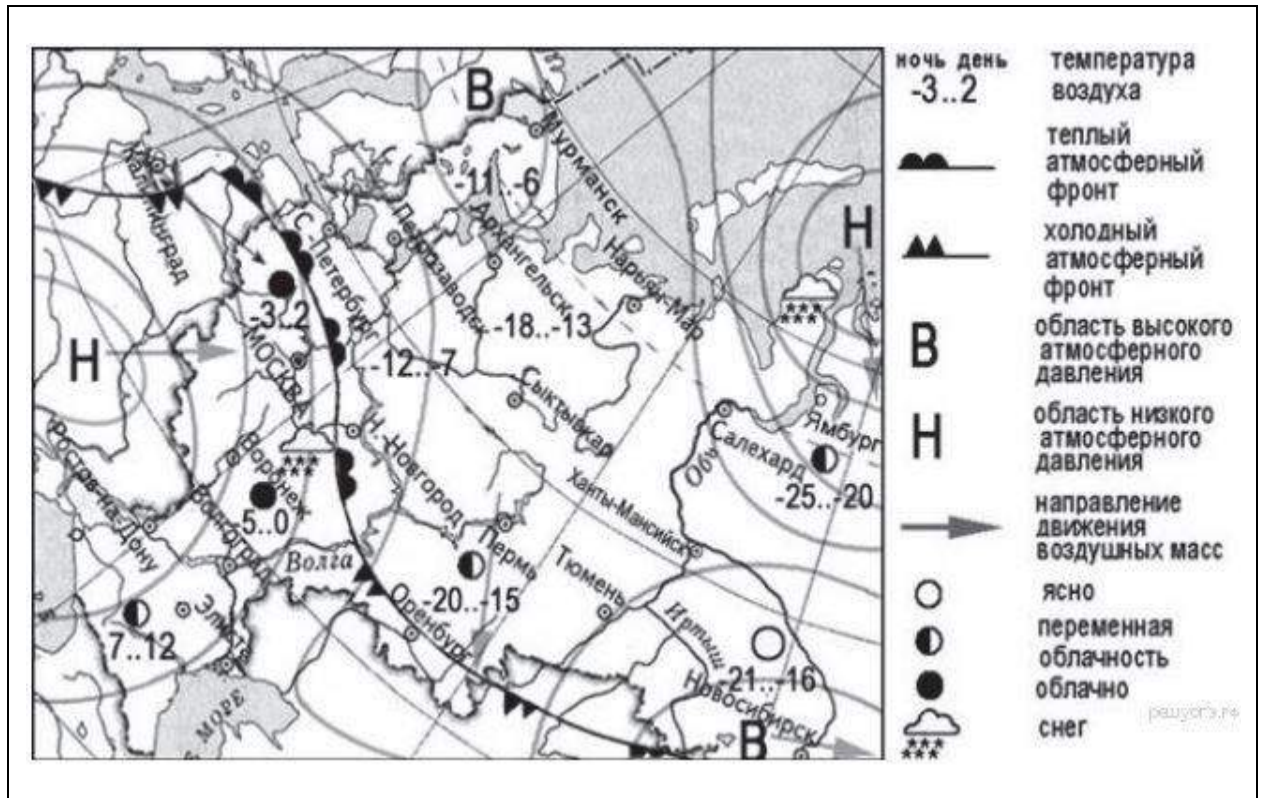 В
Мурманск
-11..-6
Калининград
С.-Петербург
Петрозаводск
Архангельск
Нарьян-Мар
Н
-3..2
МОСКВА
-12..-7
-18..-13
Н
Сыктывкар
Ямбург
Салехард
Обь
-25..-20
Воронеж
Н.-Новгород
Ханты-Мансийск
Ростов-на-Дону
Волгоград
-5..0
Волга
Пермь
Тюмень
-20..-15
Оренбург
Иртыш
7..12
Элиста
-21..-16
Новосибирск
МОРЕ
В
ночь день
-3..2
температура
воздуха
теплый
атмосферный
фронт
холодный
атмосферный
фронт
В
область высокого
атмосферного
давления
Н
область низкого
атмосферного
давления
направление
движения
воздушных масс
ясно
переменная
облачность
облачно
снег
решуогэ.рф